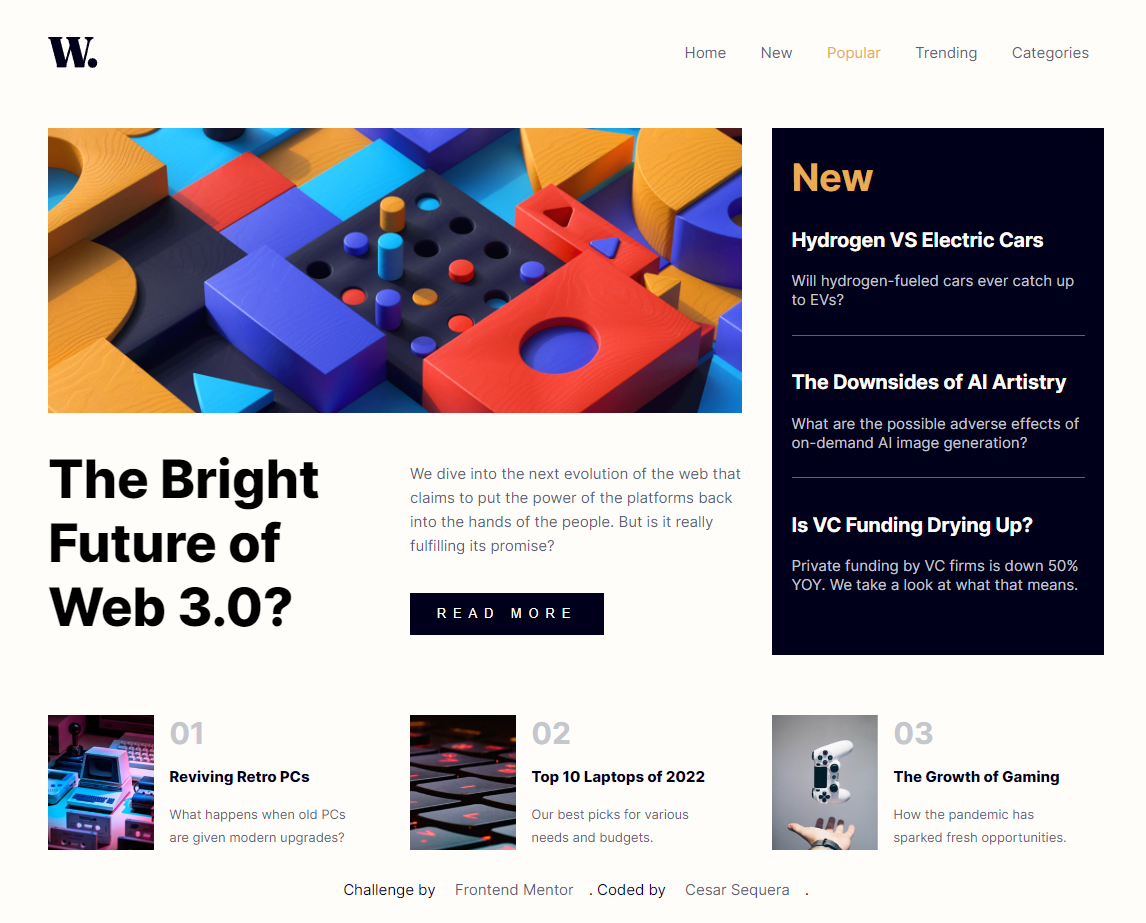 W.
Home New Popular Trending Categories
The Bright
Future of
Web 3.0?
We dive into the next evolution of the web that
claims to put the power of the platforms back
into the hands of the people. But is it really
fulfilling its promise?
READ MORE
New
Hydrogen VS Electric Cars
Will hydrogen-fueled cars ever catch up
to EVs?
The Downsides of AI Artistry
What are the possible adverse effects of
on-demand AI image generation?
Is VC Funding Drying Up?
Private funding by VC firms is down 50%
YOY. We take a look at what that means.
01
Reviving Retro PCs
What happens when old PCs
are given modern upgrades?
02
Top 10 Laptops of 2022
Our best picks for various
needs and budgets.
03
The Growth of Gaming
How the pandemic has
sparked fresh opportunities.
Challenge by Frontend Mentor . Coded by Cesar Sequera .